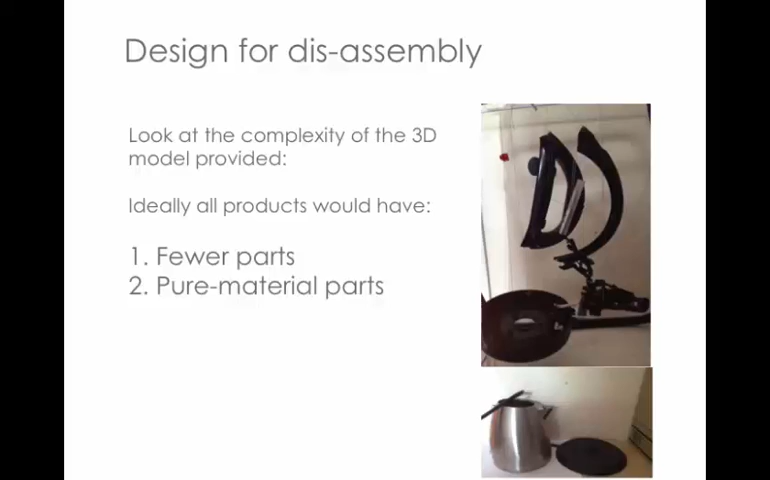 Design for dis-assembly
Look at the complexity of the 3D
model provided:
Ideally all products would have:
1. Fewer parts
2. Pure-material parts